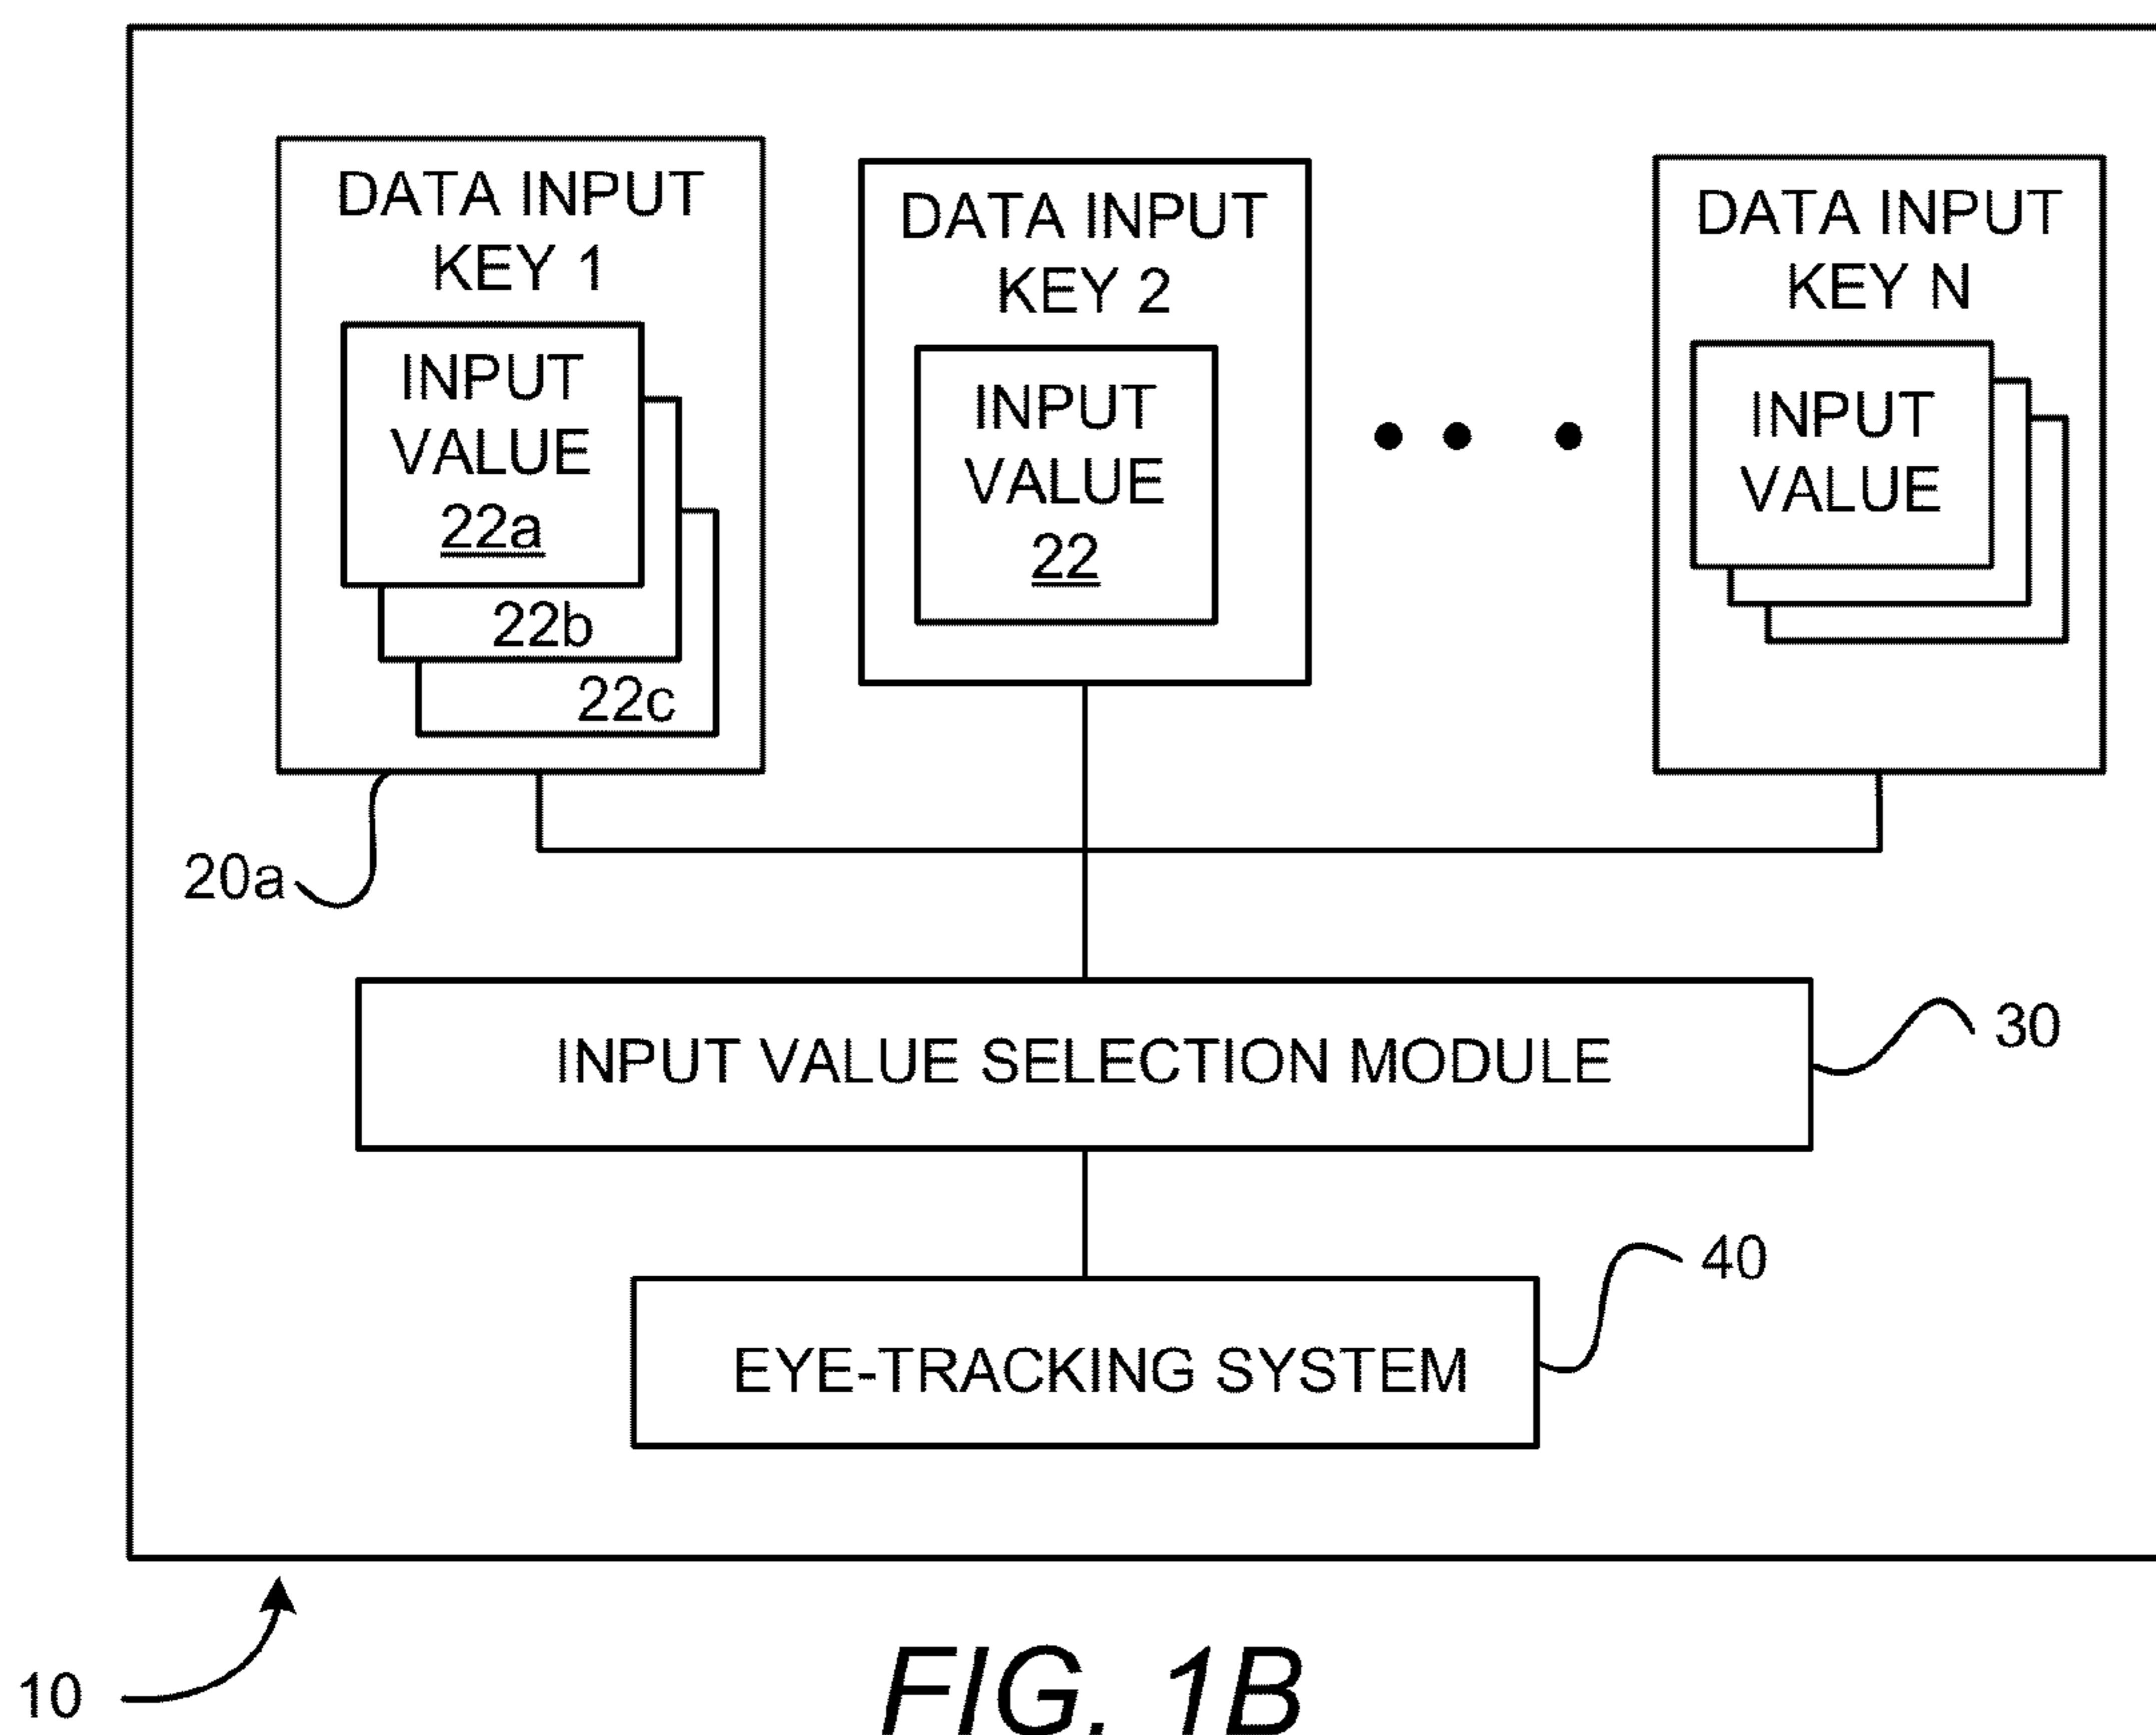 DATA INPUT
KEY 1
INPUT
VALUE
22a
22b
22c
DATA INPUT
KEY 2
INPUT
VALUE
22
DATA INPUT
KEY N
INPUT
VALUE
20a
INPUT VALUE SELECTION MODULE
30
EYE-TRACKING SYSTEM
40
10
FIG. 1B